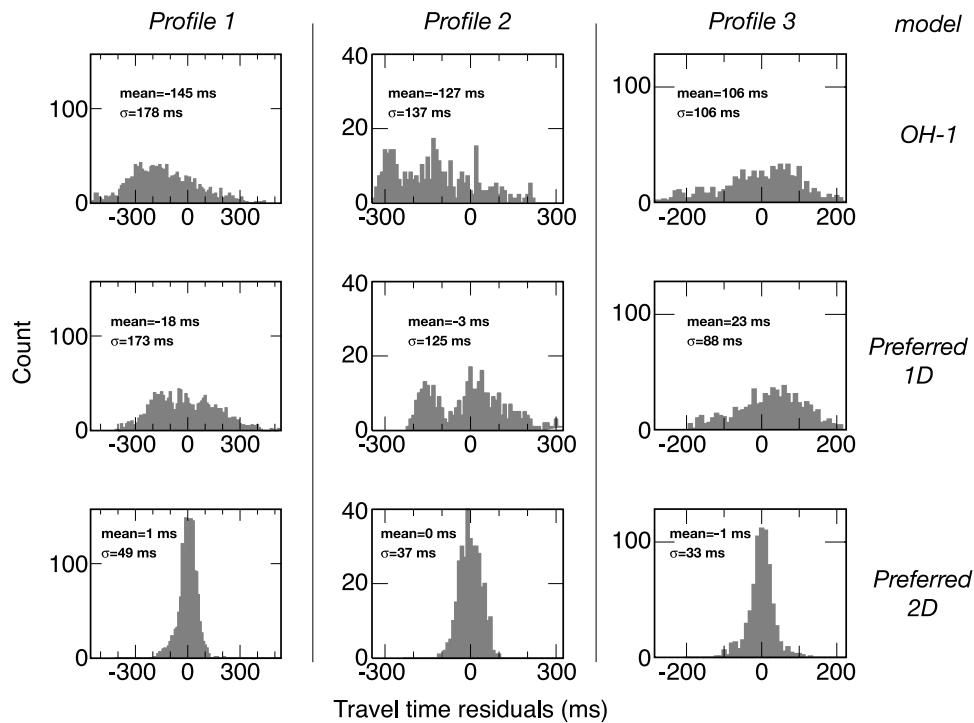 Profile 1 Profile 2 Profile 3 model
mean=-145 ms
σ=178 ms
100
0
-300 0 300
mean=-127 ms
σ=137 ms
40
20
0
-300 0 300
mean=106 ms
σ=106 ms
100
0
-200 0 200
OH-1
mean=-18 ms
σ=173 ms
100
0
-300 0 300
mean=-3 ms
σ=125 ms
40
20
0
-300 0 300
mean=23 ms
σ=88 ms
100
0
-200 0 200
Preferred
1D
Count
mean=1 ms
σ=49 ms
100
0
-300 0 300
mean=0 ms
σ=37 ms
40
20
0
-300 0 300
mean=-1 ms
σ=33 ms
100
0
-200 0 200
Preferred
2D
Travel time residuals (ms)